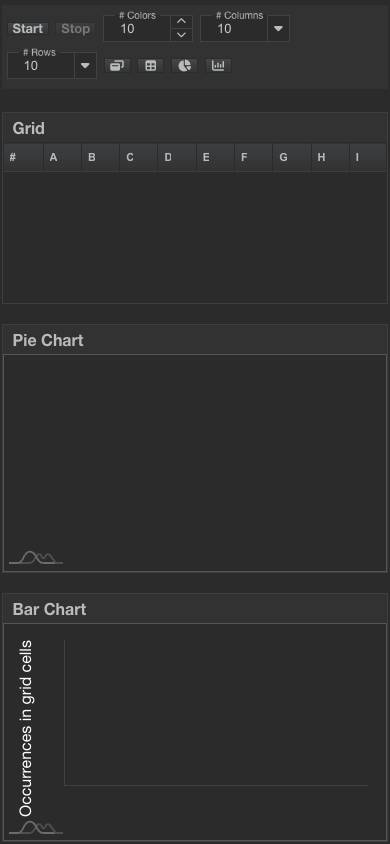 Start Stop # Colors 10 # Columns 10
# Rows 10
Grid
# A B C D E F G H I
Pie Chart
Bar Chart
Occurrences in grid cells